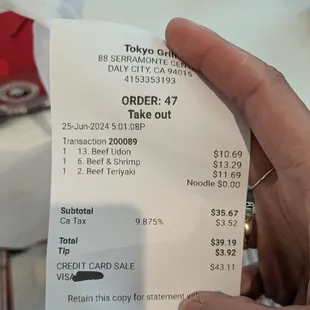 Tokyo Grill
88 SERRAMONTE CENTER
DALY CITY, CA 94015
4153353193
ORDER: 47
Take out
25-Jun-2024 5:01:08P
Transaction 200089
1 13. Beef Udon $10.69
1 6. Beef & Shrimp $13.29
1 2. Beef Teriyaki $11.69
Noodle $0.00
Subtotal $35.67
Ca Tax 9.875% $3.52
Total $39.19
Tip $3.92
CREDIT CARD SALE $43.11
VISA
Retain this copy for statement